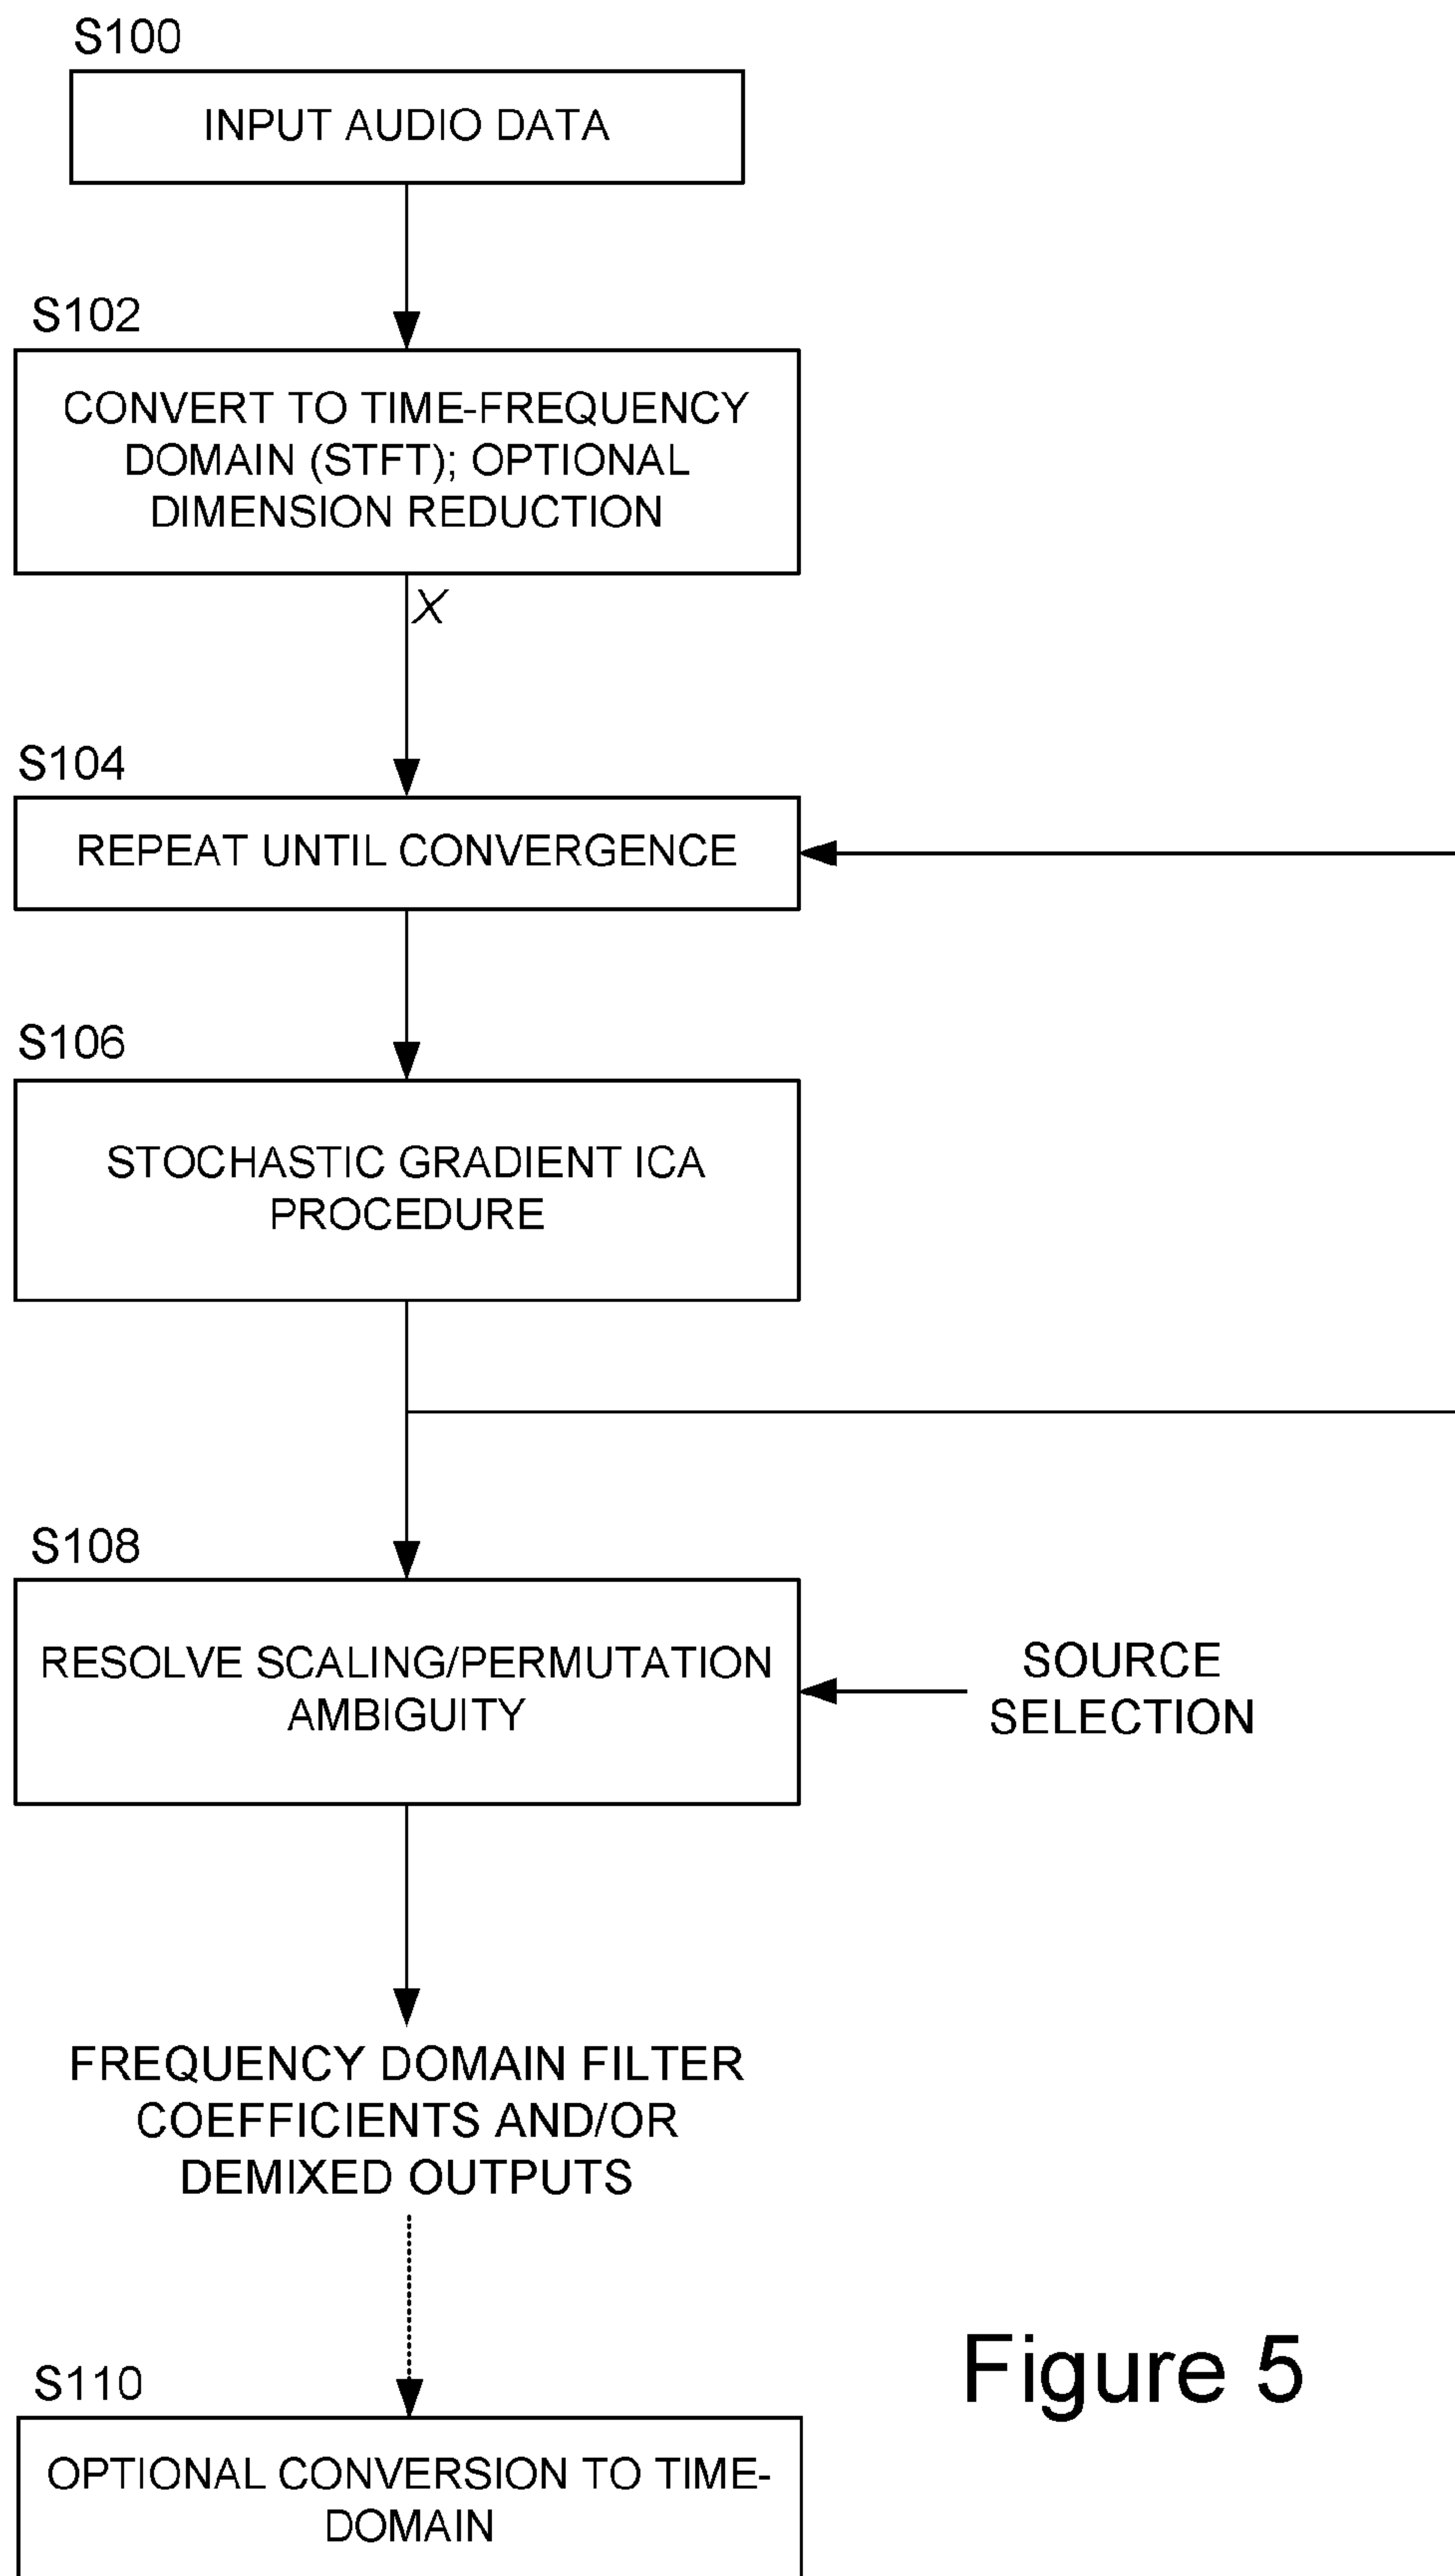 S100
INPUT AUDIO DATA
S102
CONVERT TO TIME-FREQUENCY
DOMAIN (STFT); OPTIONAL
DIMENSION REDUCTION
X
S104
REPEAT UNTIL CONVERGENCE
S106
STOCHASTIC GRADIENT ICA
PROCEDURE
S108
RESOLVE SCALING/PERMUTATION
AMBIGUITY
SOURCE
SELECTION
FREQUENCY DOMAIN FILTER
COEFFICIENTS AND/OR
DEMIXED OUTPUTS
Figure 5
S110
OPTIONAL CONVERSION TO TIME-
DOMAIN